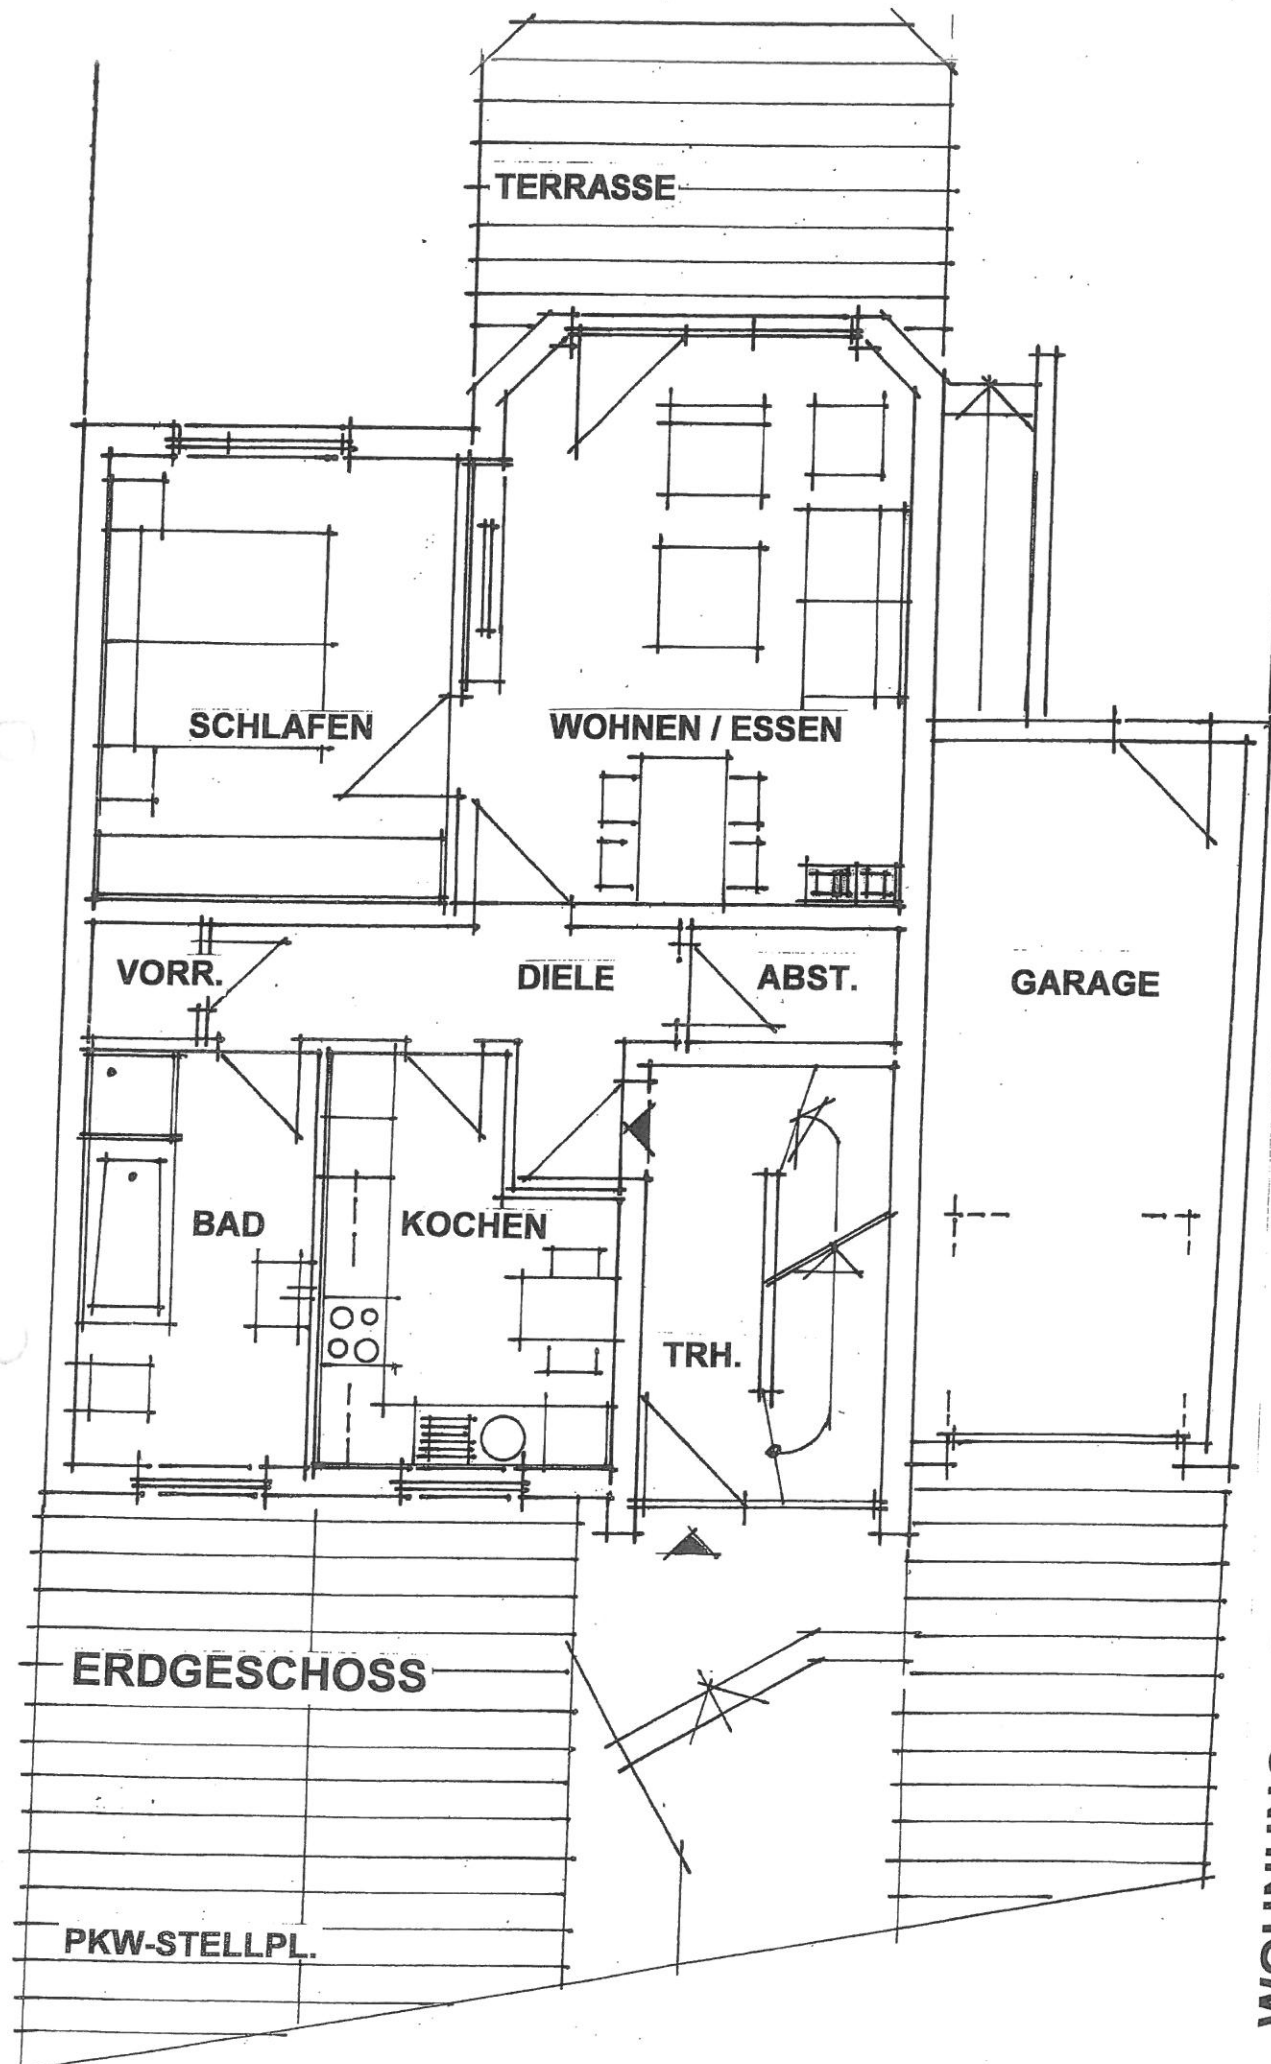 TERRASSE
SCHLAFEN
WOHNEN / ESSEN
VORR.
DIELE
ABST.
GARAGE
BAD
KOCHEN
TRH.
ERDGESCHOSS
PKW-STELLPL.